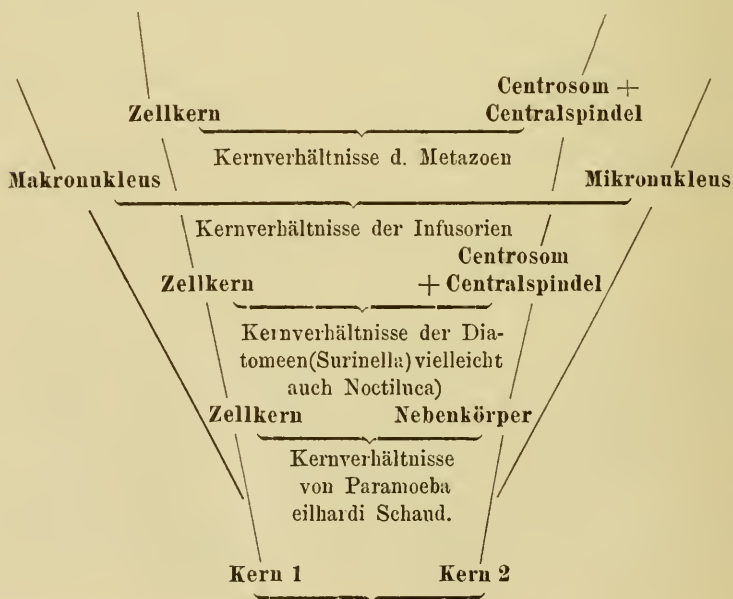 Centrosom +
Zellkern Centralspindel
Kernverhältnisse d. Metazoen
Makronukleus Mikronukleus
Kernverhältnisse der Infusorien
Centrosom
Zellkern + Centralspindel
Kernverhältnisse der Dia-
tomeen(Surinella) vielleicht
auch Noctiluca)
Zellkern Nebenkörper
Kernverhältnisse
von Paramoeba
eilhardi Schaud.
Kern 1 Kern 2